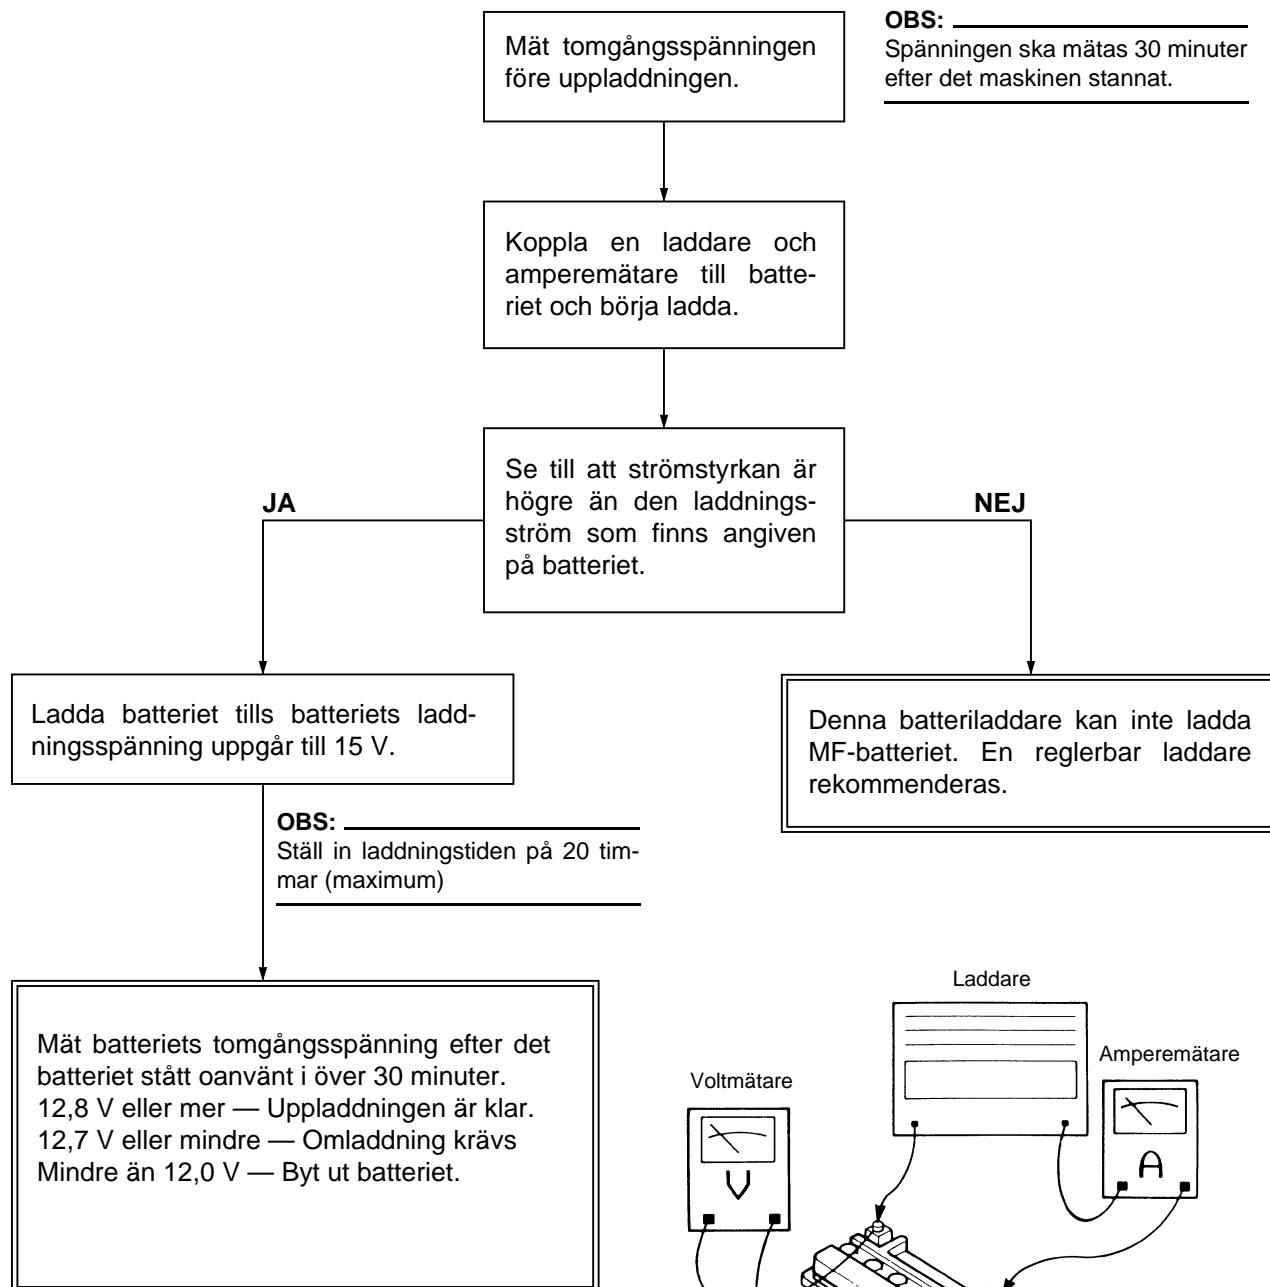 Mät tomgångsspänningen
före uppladdningen.
OBS:
Spänningen ska mätas 30 minuter
efter det maskinen stannat.
Koppla en laddare och
amperemätare till batte-
riet och börja ladda.
Se till att strömstyrkan är
högre än den laddnings-
ström som finns angiven
på batteriet.
JA
NEJ
Ladda batteriet tills batteriets ladd-
ningsspänning uppgår till 15 V.
Denna batteriladdare kan inte ladda
MF-batteriet. En reglerbar laddare
rekommenderas.
OBS:
Ställ in laddningstiden på 20 tim-
mar (maximum)
Mät batteriets tomgångsspänning efter det
batteriet stått oanvänt i över 30 minuter.
12,8 V eller mer — Uppladdningen är klar.
12,7 V eller mindre — Omladdning krävs
Mindre än 12,0 V — Byt ut batteriet.
Laddare
Amperemätare
Voltmätare
V
A